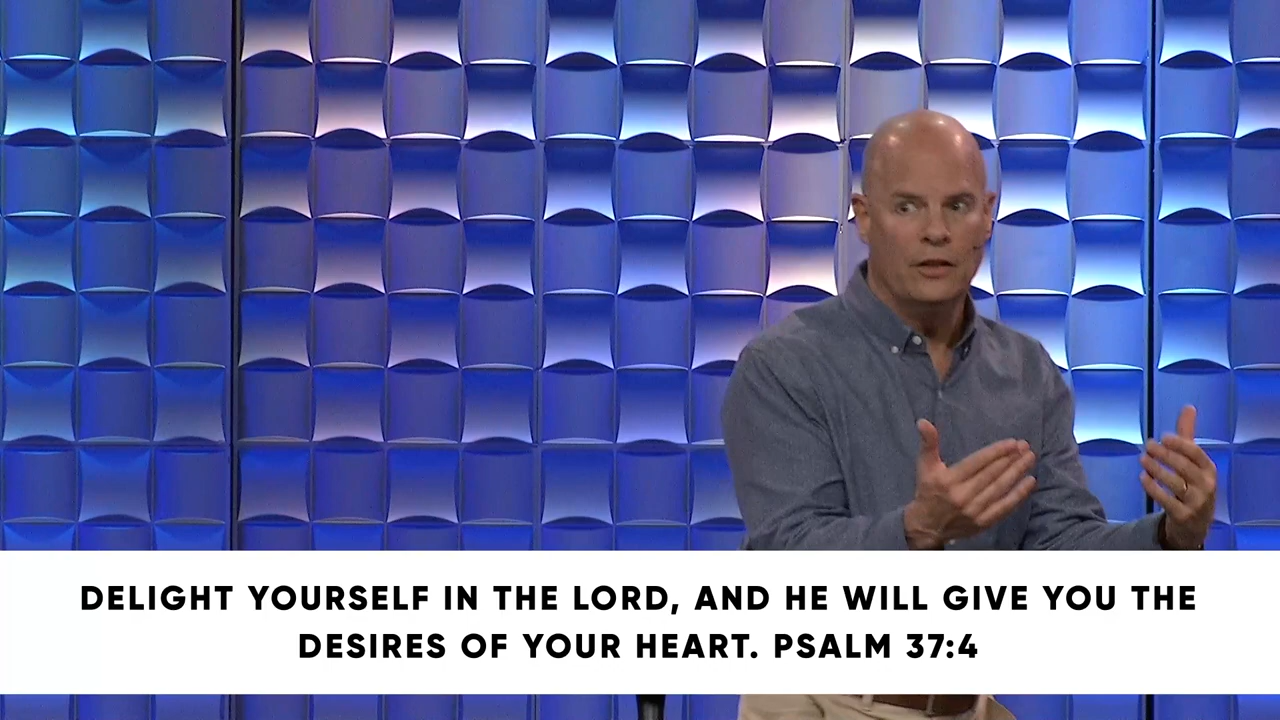 DELIGHT YOURSELF IN THE LORD, AND HE WILL GIVE YOU THE
DESIRES OF YOUR HEART. PSALM 37:4